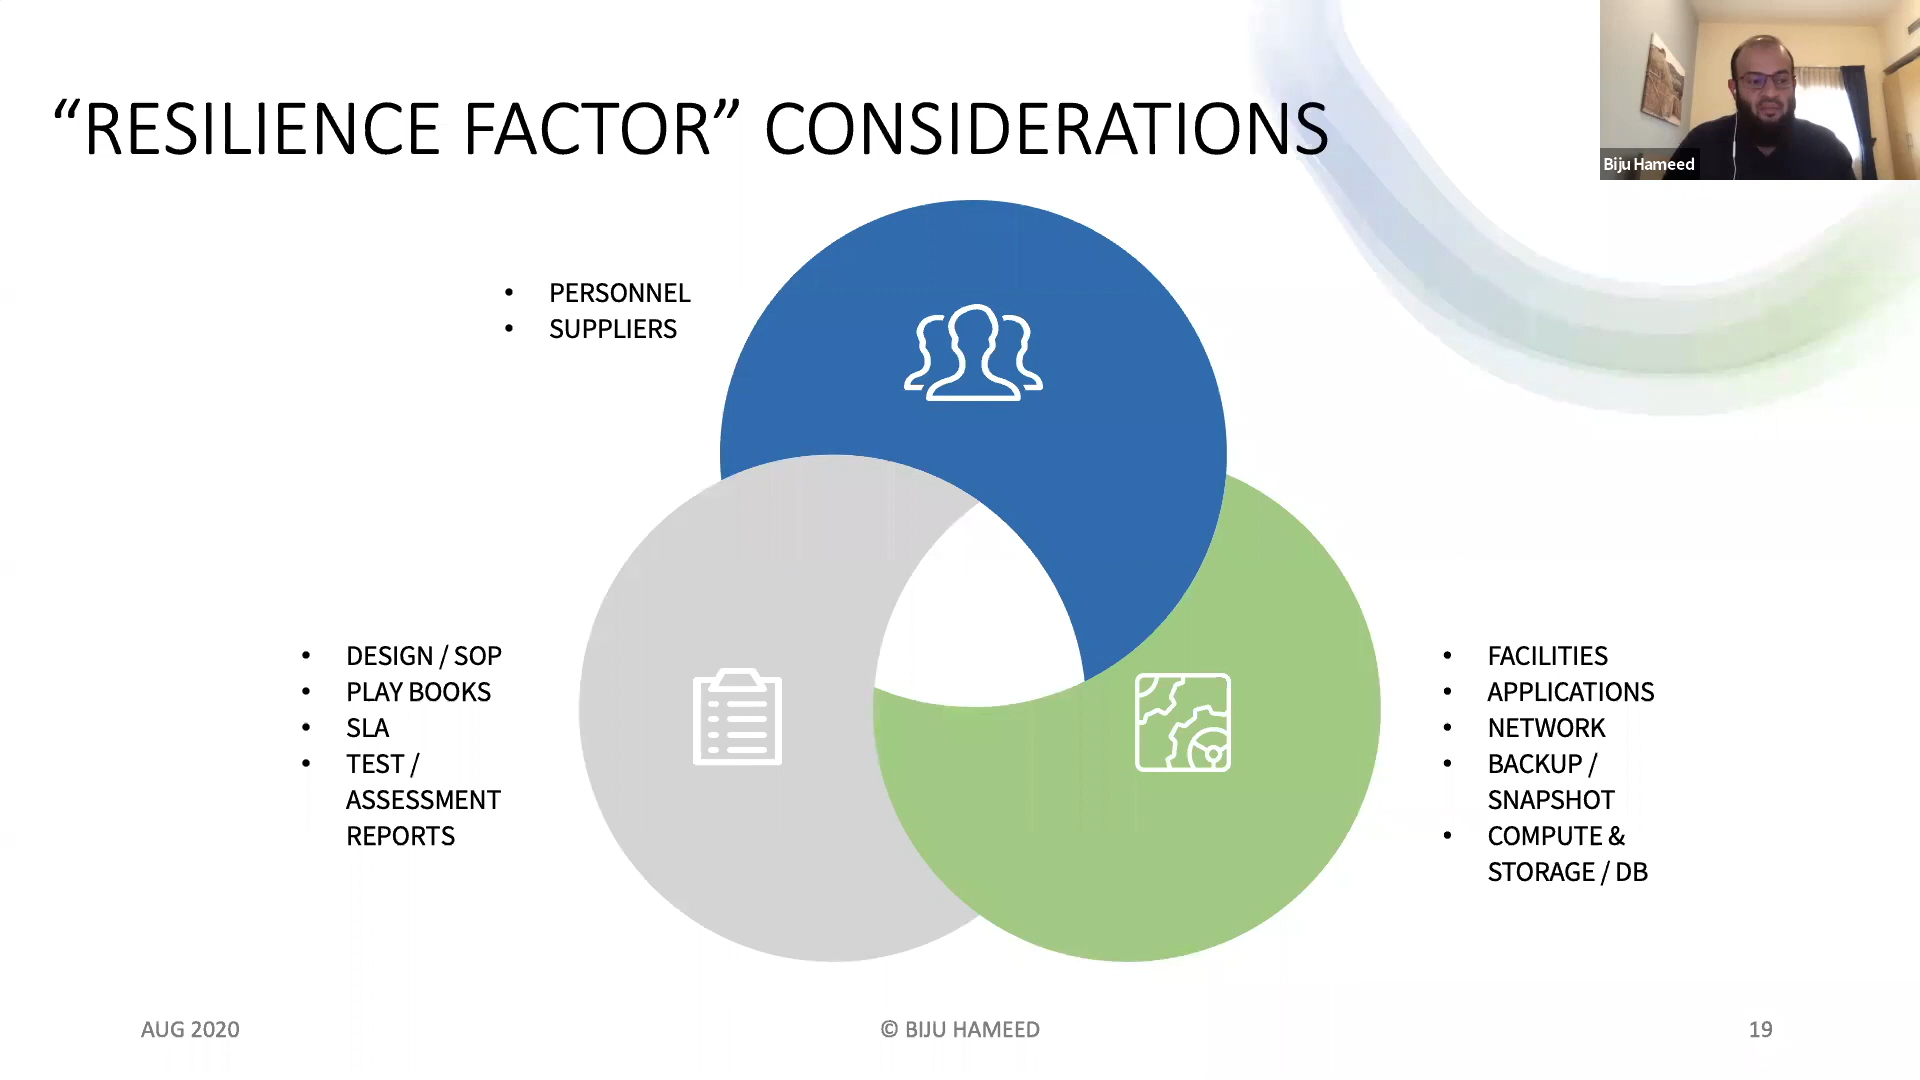 “RESILIENCE FACTOR” CONSIDERATIONS
Biju Hameed
• PERSONNEL
• SUPPLIERS
• DESIGN / SOP
• PLAY BOOKS
• SLA
• TEST /
ASSESSMENT
REPORTS
• FACILITIES
• APPLICATIONS
• NETWORK
• BACKUP /
SNAPSHOT
• COMPUTE &
STORAGE / DB
AUG 2020
© BIJU HAMEED
19